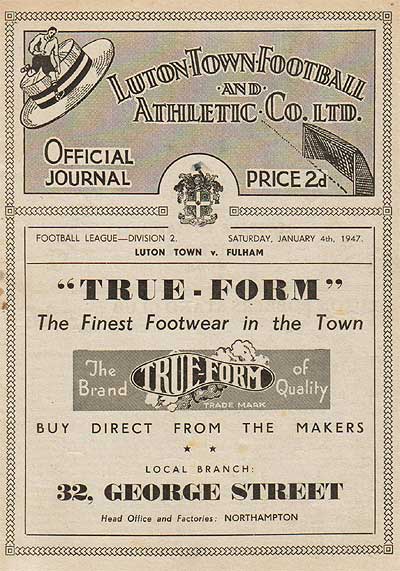 LUTON·TOWN·FOOTBALL
·AND·
ATHLETIC·CO. LTD.
OFFICIAL
JOURNAL
PRICE 2d
FOOTBALL LEAGUE—DIVISION 2.
SATURDAY, JANUARY 4th, 1947.
LUTON TOWN v. FULHAM
"TRUE-FORM"
The Finest Footwear in the Town
The
Brand
TRUE-FORM
of
Quality
TRADE MARK
BUY DIRECT FROM THE MAKERS
LOCAL BRANCH:
32, GEORGE STREET
Head Office and Factories: NORTHAMPTON